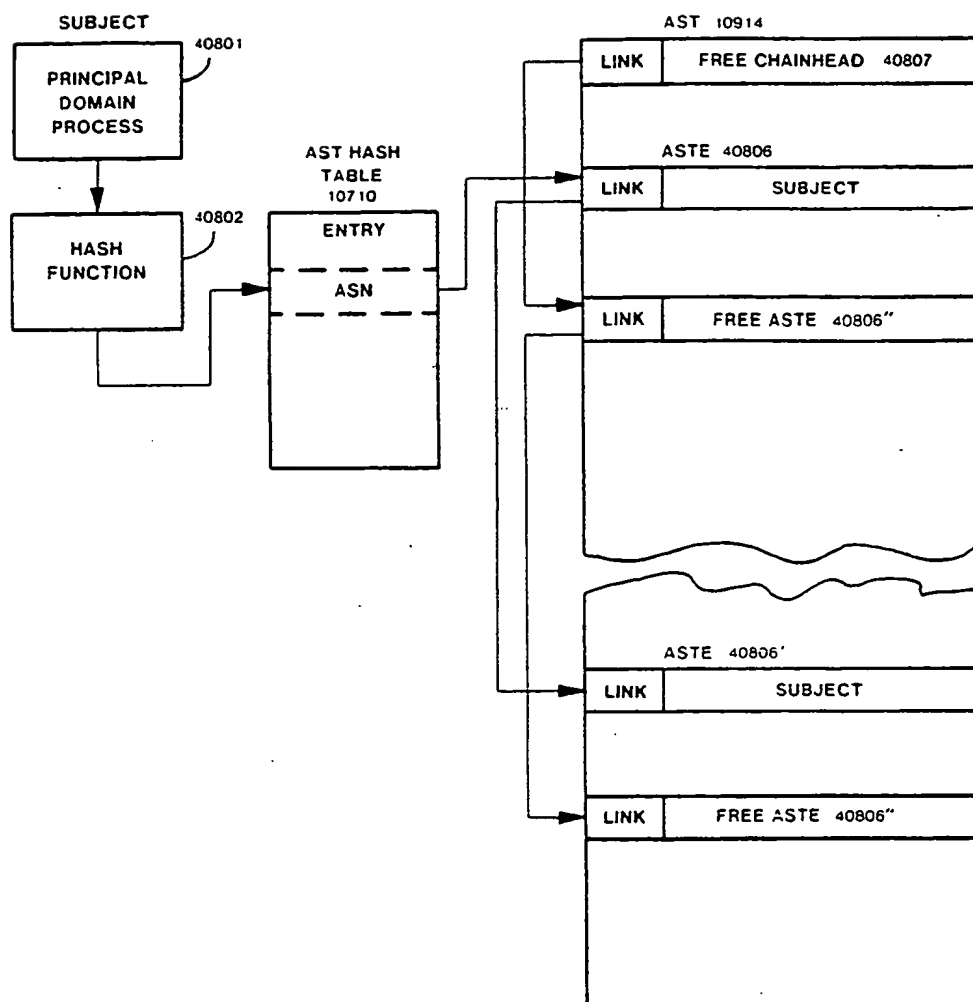 SUBJECT
40801
PRINCIPAL
DOMAIN
PROCESS
40802
HASH
FUNCTION
AST HASH
TABLE
10710
ENTRY
ASN
AST 10914
LINK FREE CHAINHEAD 40807
ASTE 40806
LINK SUBJECT
LINK FREE ASTE 40806"
ASTE 40806'
LINK SUBJECT
LINK FREE ASTE 40806"